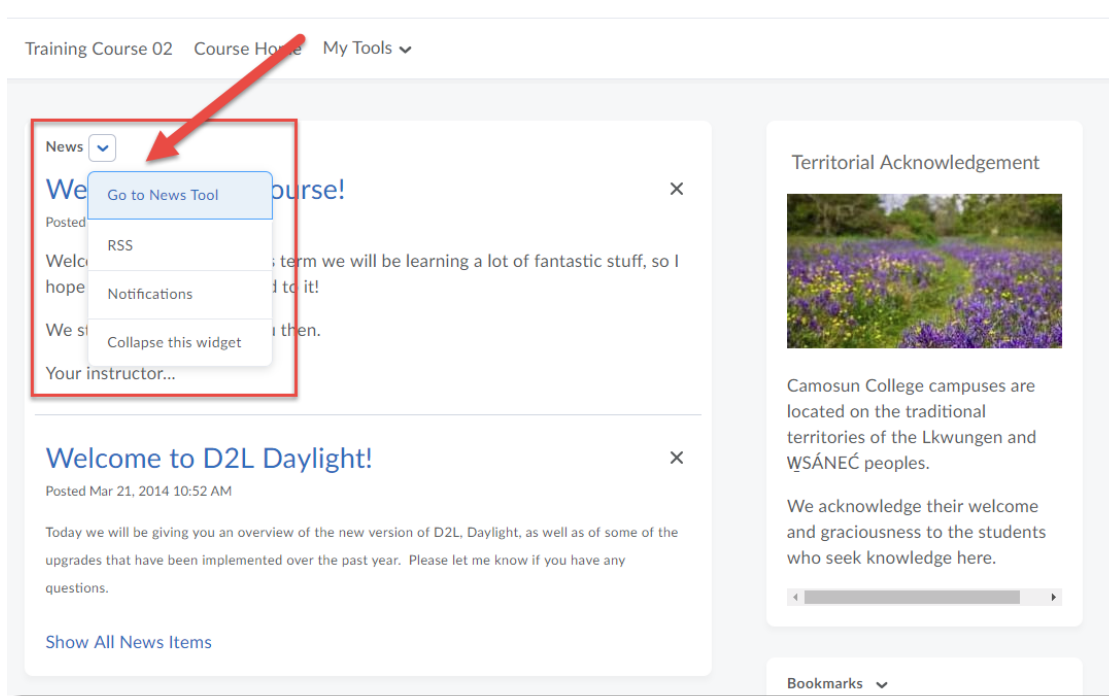 Training Course 02 Course Home My Tools
News
We ourse!
Go to News Tool
Posted
RSS
term we will be learning a lot of fantastic stuff, so I
hope to it!
Notifications
We then.
Collapse this widget
Your instructor...
Welcome to D2L Daylight!
Posted Mar 21, 2014 10:52 AM
Today we will be giving you an overview of the new version of D2L, Daylight, as well as of some of the
upgrades that have been implemented over the past year. Please let me know if you have any
questions.
Show All News Items
Territorial Acknowledgement
Camosun College campuses are
located on the traditional
territories of the Lkwungen and
W̱SÁNEĆ peoples.
We acknowledge their welcome
and graciousness to the students
who seek knowledge here.
Bookmarks